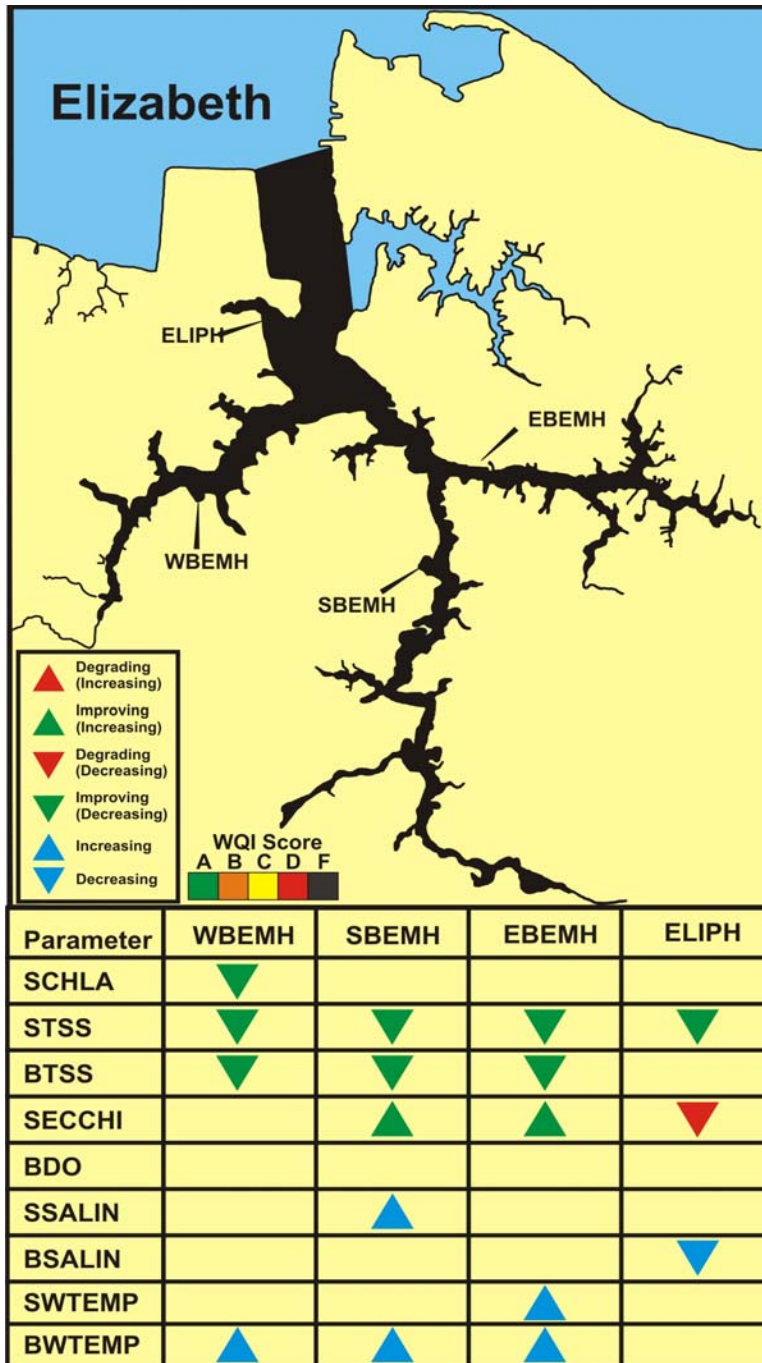 Elizabeth
ELIPH
EBEMH
WBEMH
SBEMH
Degrading
(Increasing)
Improving
(Increasing)
Degrading
(Decreasing)
Improving
(Decreasing)
Increasing
Decreasing
WQI Score
A B C D F
Parameter WBEMH SBEMH EBEMH ELIPH
SCHLA
STSS
BTSS
SECCHI
BDO
SSALIN
BSALIN
SWTEMP
BWTEMP